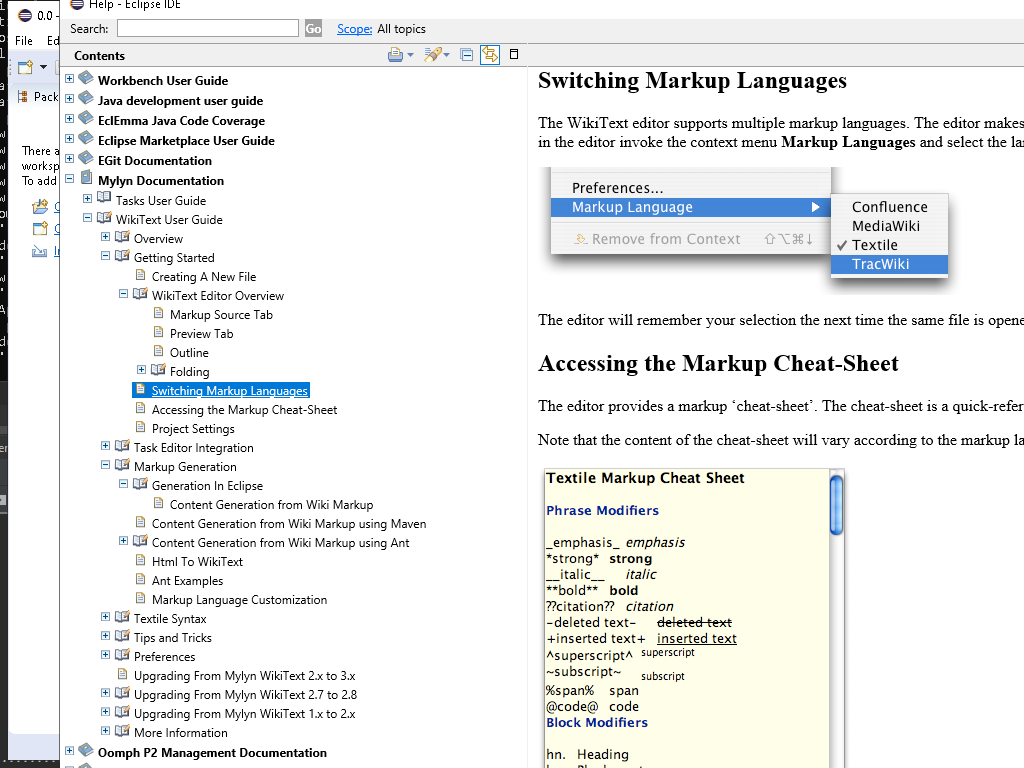 Help - Eclipse IDE
0.0 -
File Ed
Search: Go Scope: All topics
Contents
Pack
There a
worksp
To add
Workbench User Guide
Java development user guide
EclEmma Java Code Coverage
Eclipse Marketplace User Guide
EGit Documentation
Mylyn Documentation
Tasks User Guide
WikiText User Guide
Overview
Getting Started
Creating A New File
WikiText Editor Overview
Markup Source Tab
Preview Tab
Outline
Folding
Switching Markup Languages
Accessing the Markup Cheat-Sheet
Project Settings
Task Editor Integration
Markup Generation
Generation In Eclipse
Content Generation from Wiki Markup
Content Generation from Wiki Markup using Maven
Content Generation from Wiki Markup using Ant
Html To WikiText
Ant Examples
Markup Language Customization
Textile Syntax
Tips and Tricks
Preferences
Upgrading From Mylyn WikiText 2.x to 3.x
Upgrading From Mylyn WikiText 2.7 to 2.8
Upgrading From Mylyn WikiText 1.x to 2.x
More Information
Oomph P2 Management Documentation
Switching Markup Languages
The WikiText editor supports multiple markup languages. The editor makes
in the editor invoke the context menu Markup Languages and select the la
Preferences...
Markup Language
Remove from Context ⇧⌥⌘↓
Confluence
MediaWiki
✓ Textile
TracWiki
The editor will remember your selection the next time the same file is opene
Accessing the Markup Cheat-Sheet
The editor provides a markup ‘cheat-sheet’. The cheat-sheet is a quick-refer
Note that the content of the cheat-sheet will vary according to the markup la
Textile Markup Cheat Sheet
Phrase Modifiers
_emphasis_ emphasis
*strong* strong
__italic__ italic
**bold** bold
??citation?? citation
-deleted text- deleted text
+inserted text+ inserted text
^superscript^ superscript
~subscript~ subscript
%span% span
@code@ code
Block Modifiers
hn. Heading